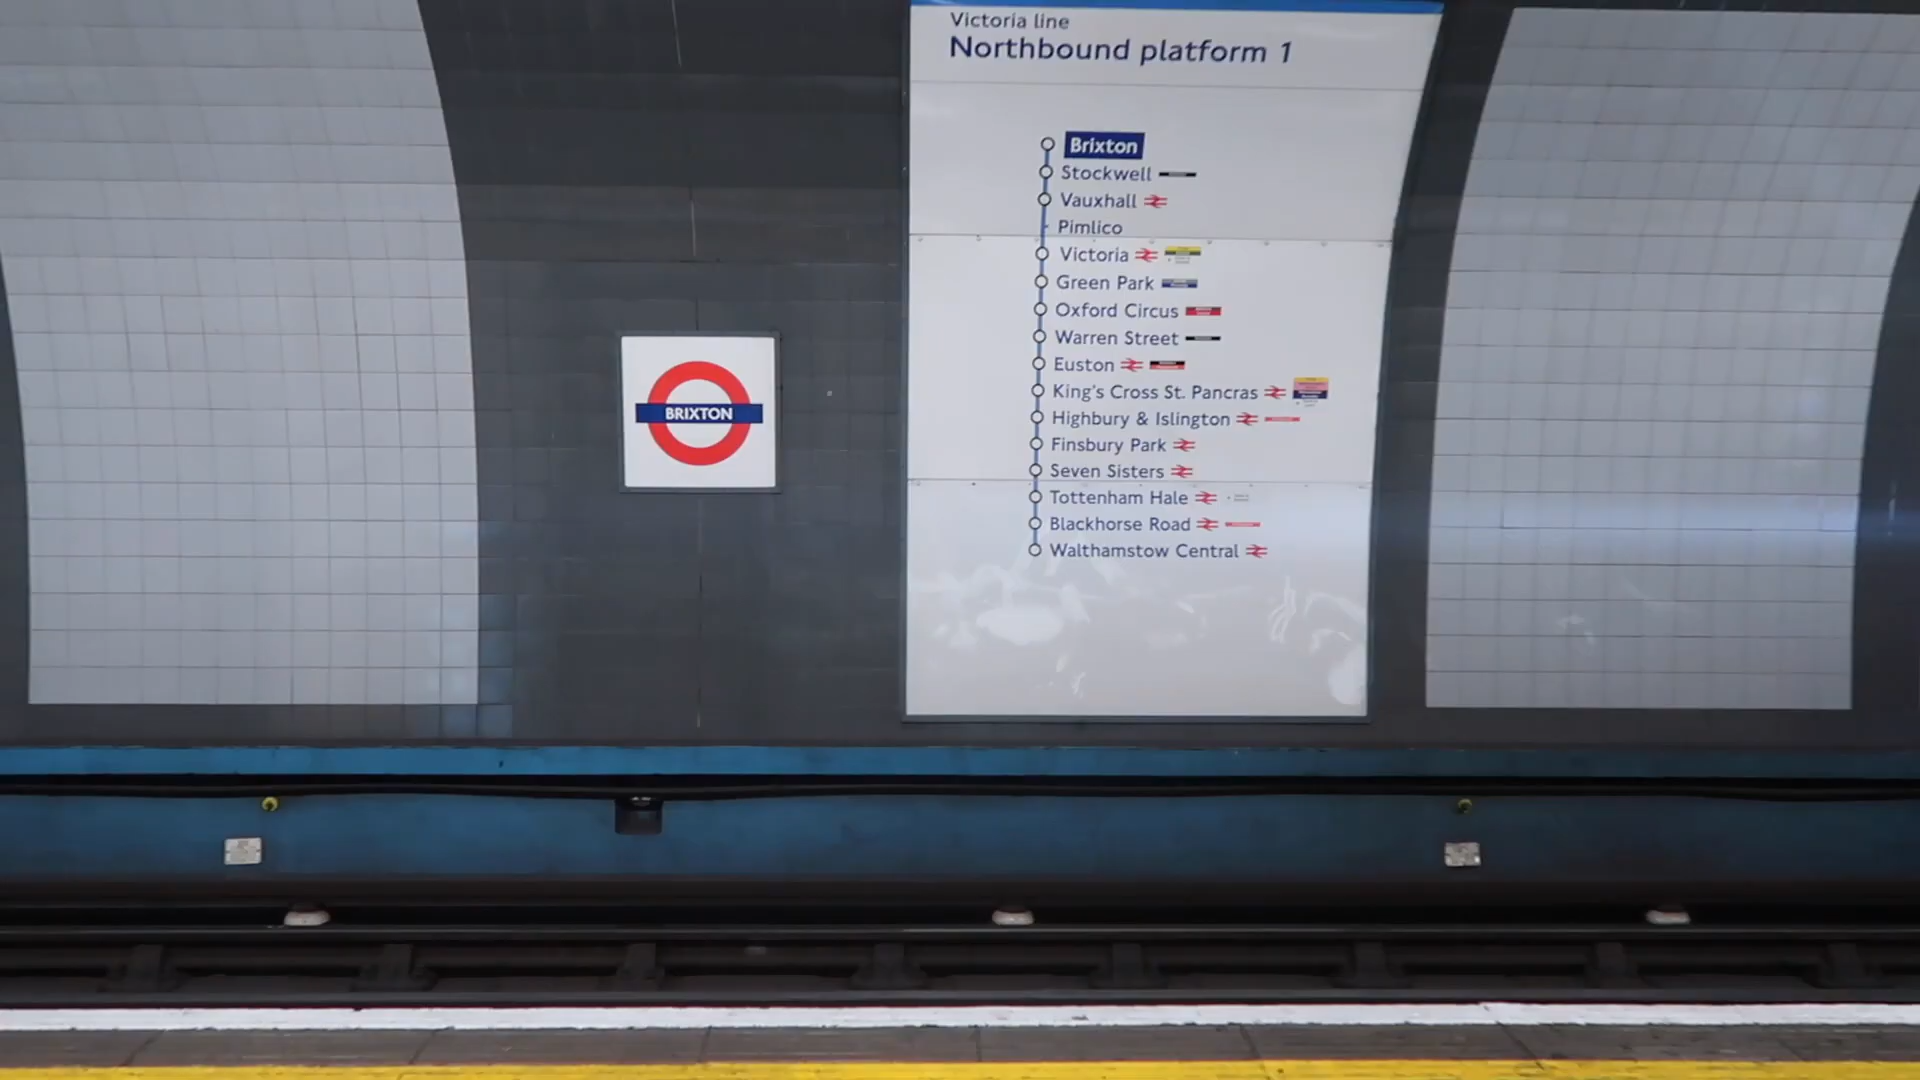 Victoria line
Northbound platform 1
Brixton
Stockwell
Vauxhall
Pimlico
Victoria
Green Park
Oxford Circus
Warren Street
Euston
King's Cross St. Pancras
Highbury & Islington
Finsbury Park
Seven Sisters
Tottenham Hale
Blackhorse Road
Walthamstow Central
BRIXTON